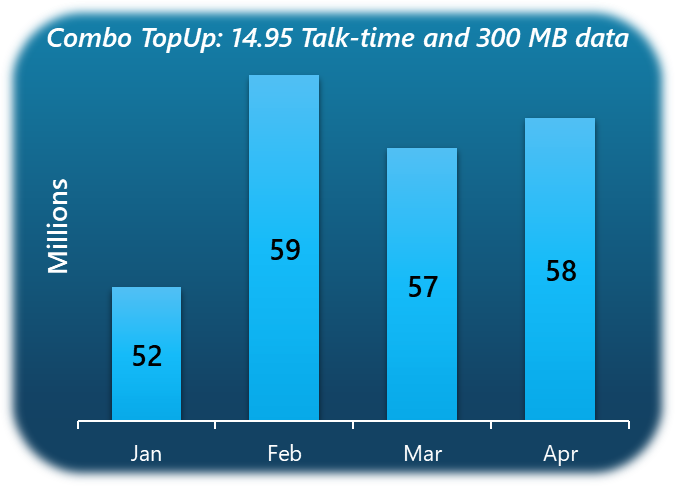 Combo TopUp: 14.95 Talk-time and 300 MB data
Millions
52
59
57
58
Jan
Feb
Mar
Apr